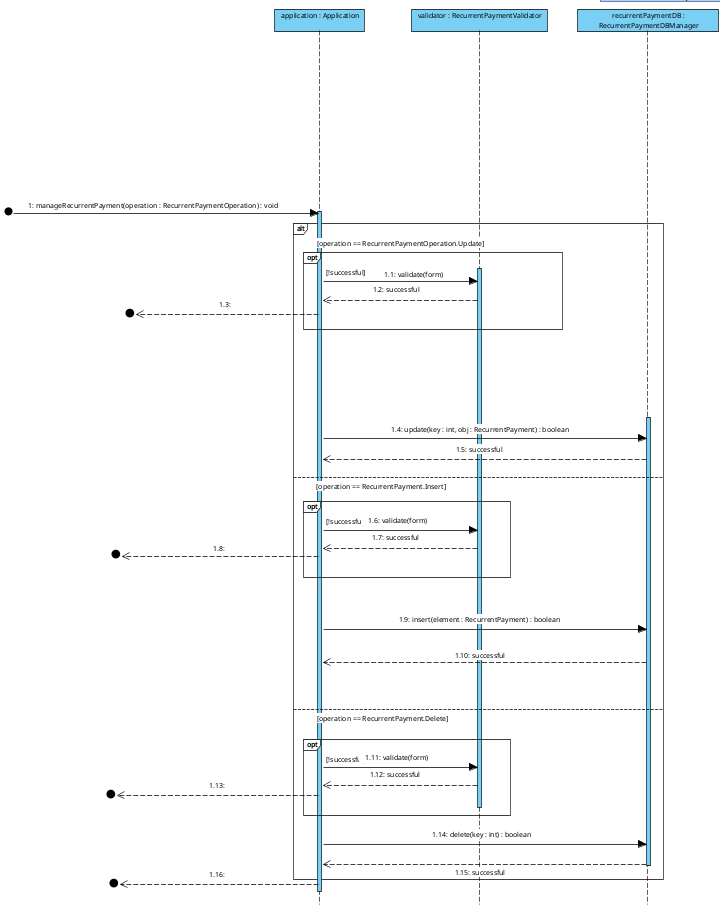 application : Application
validator : RecurrentPaymentValidator
recurrentPaymentDB :
RecurrentPaymentDBManager
1: manageRecurrentPayment(operation : RecurrentPaymentOperation) : void
alt
[operation == RecurrentPaymentOperation.Update]
opt
[!successful]
1.1: validate(form)
1.2: successful
1.3:
1.4: update(key : int, obj : RecurrentPayment) : boolean
1.5: successful
[operation == RecurrentPayment.Insert]
opt
[!successfu
1.6: validate(form)
1.7: successful
1.8:
1.9: insert(element : RecurrentPayment) : boolean
1.10: successful
[operation == RecurrentPayment.Delete]
opt
[!successfu
1.11: validate(form)
1.12: successful
1.13:
1.14: delete(key : int) : boolean
1.15: successful
1.16: